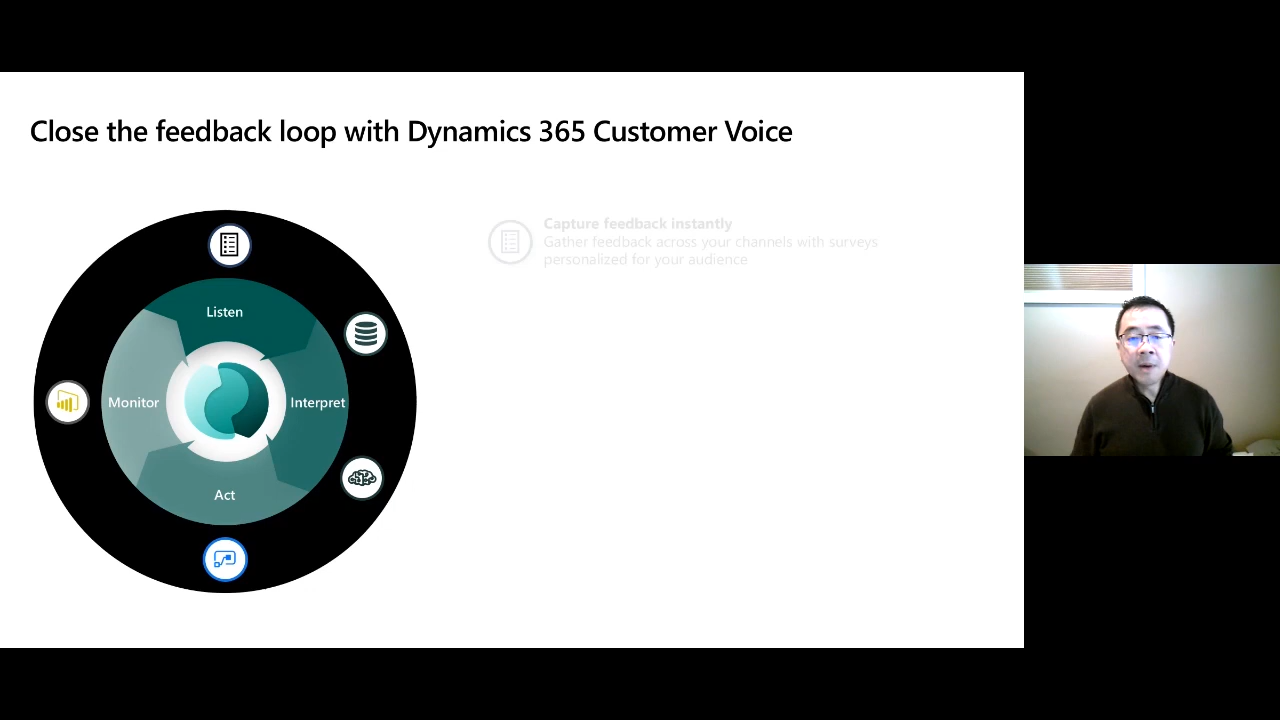 Close the feedback loop with Dynamics 365 Customer Voice
Capture feedback instantly
Gather feedback across your channels with surveys
personalized for your audience
Listen
Monitor
Interpret
Act